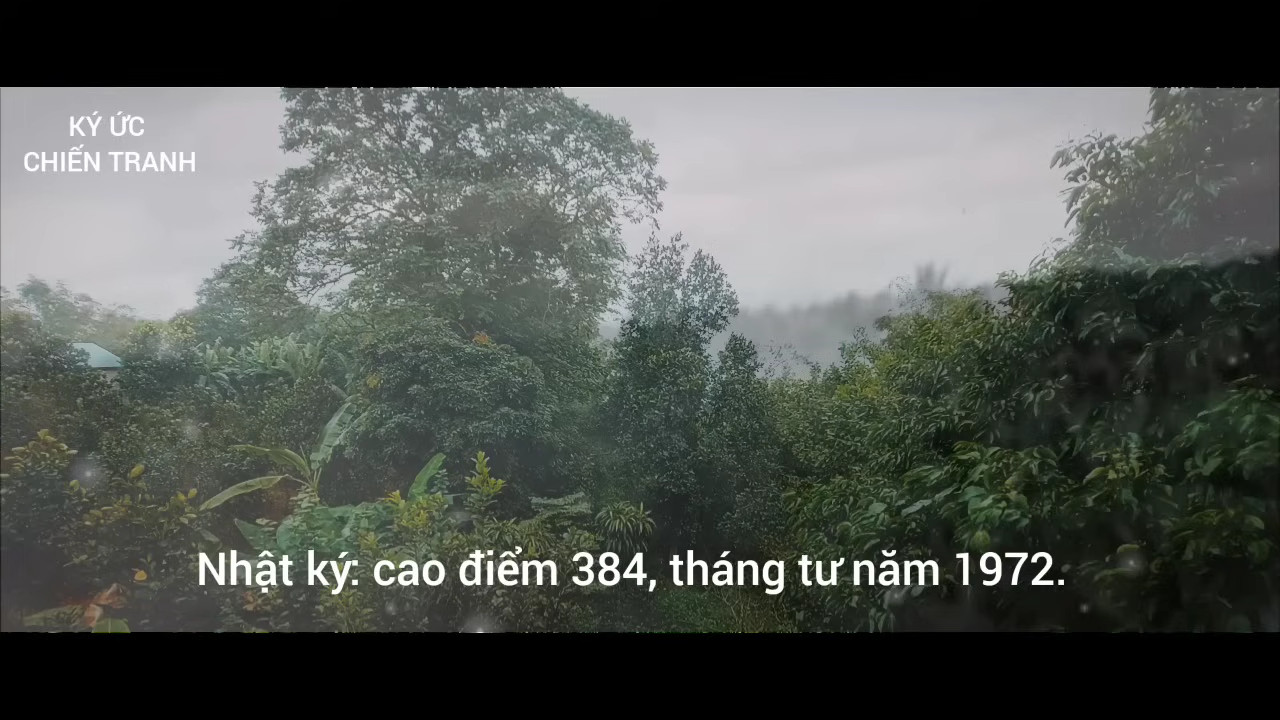 KÝ ỨC
CHIẾN TRANH
Nhật ký: cao điểm 384, tháng tư năm 1972.